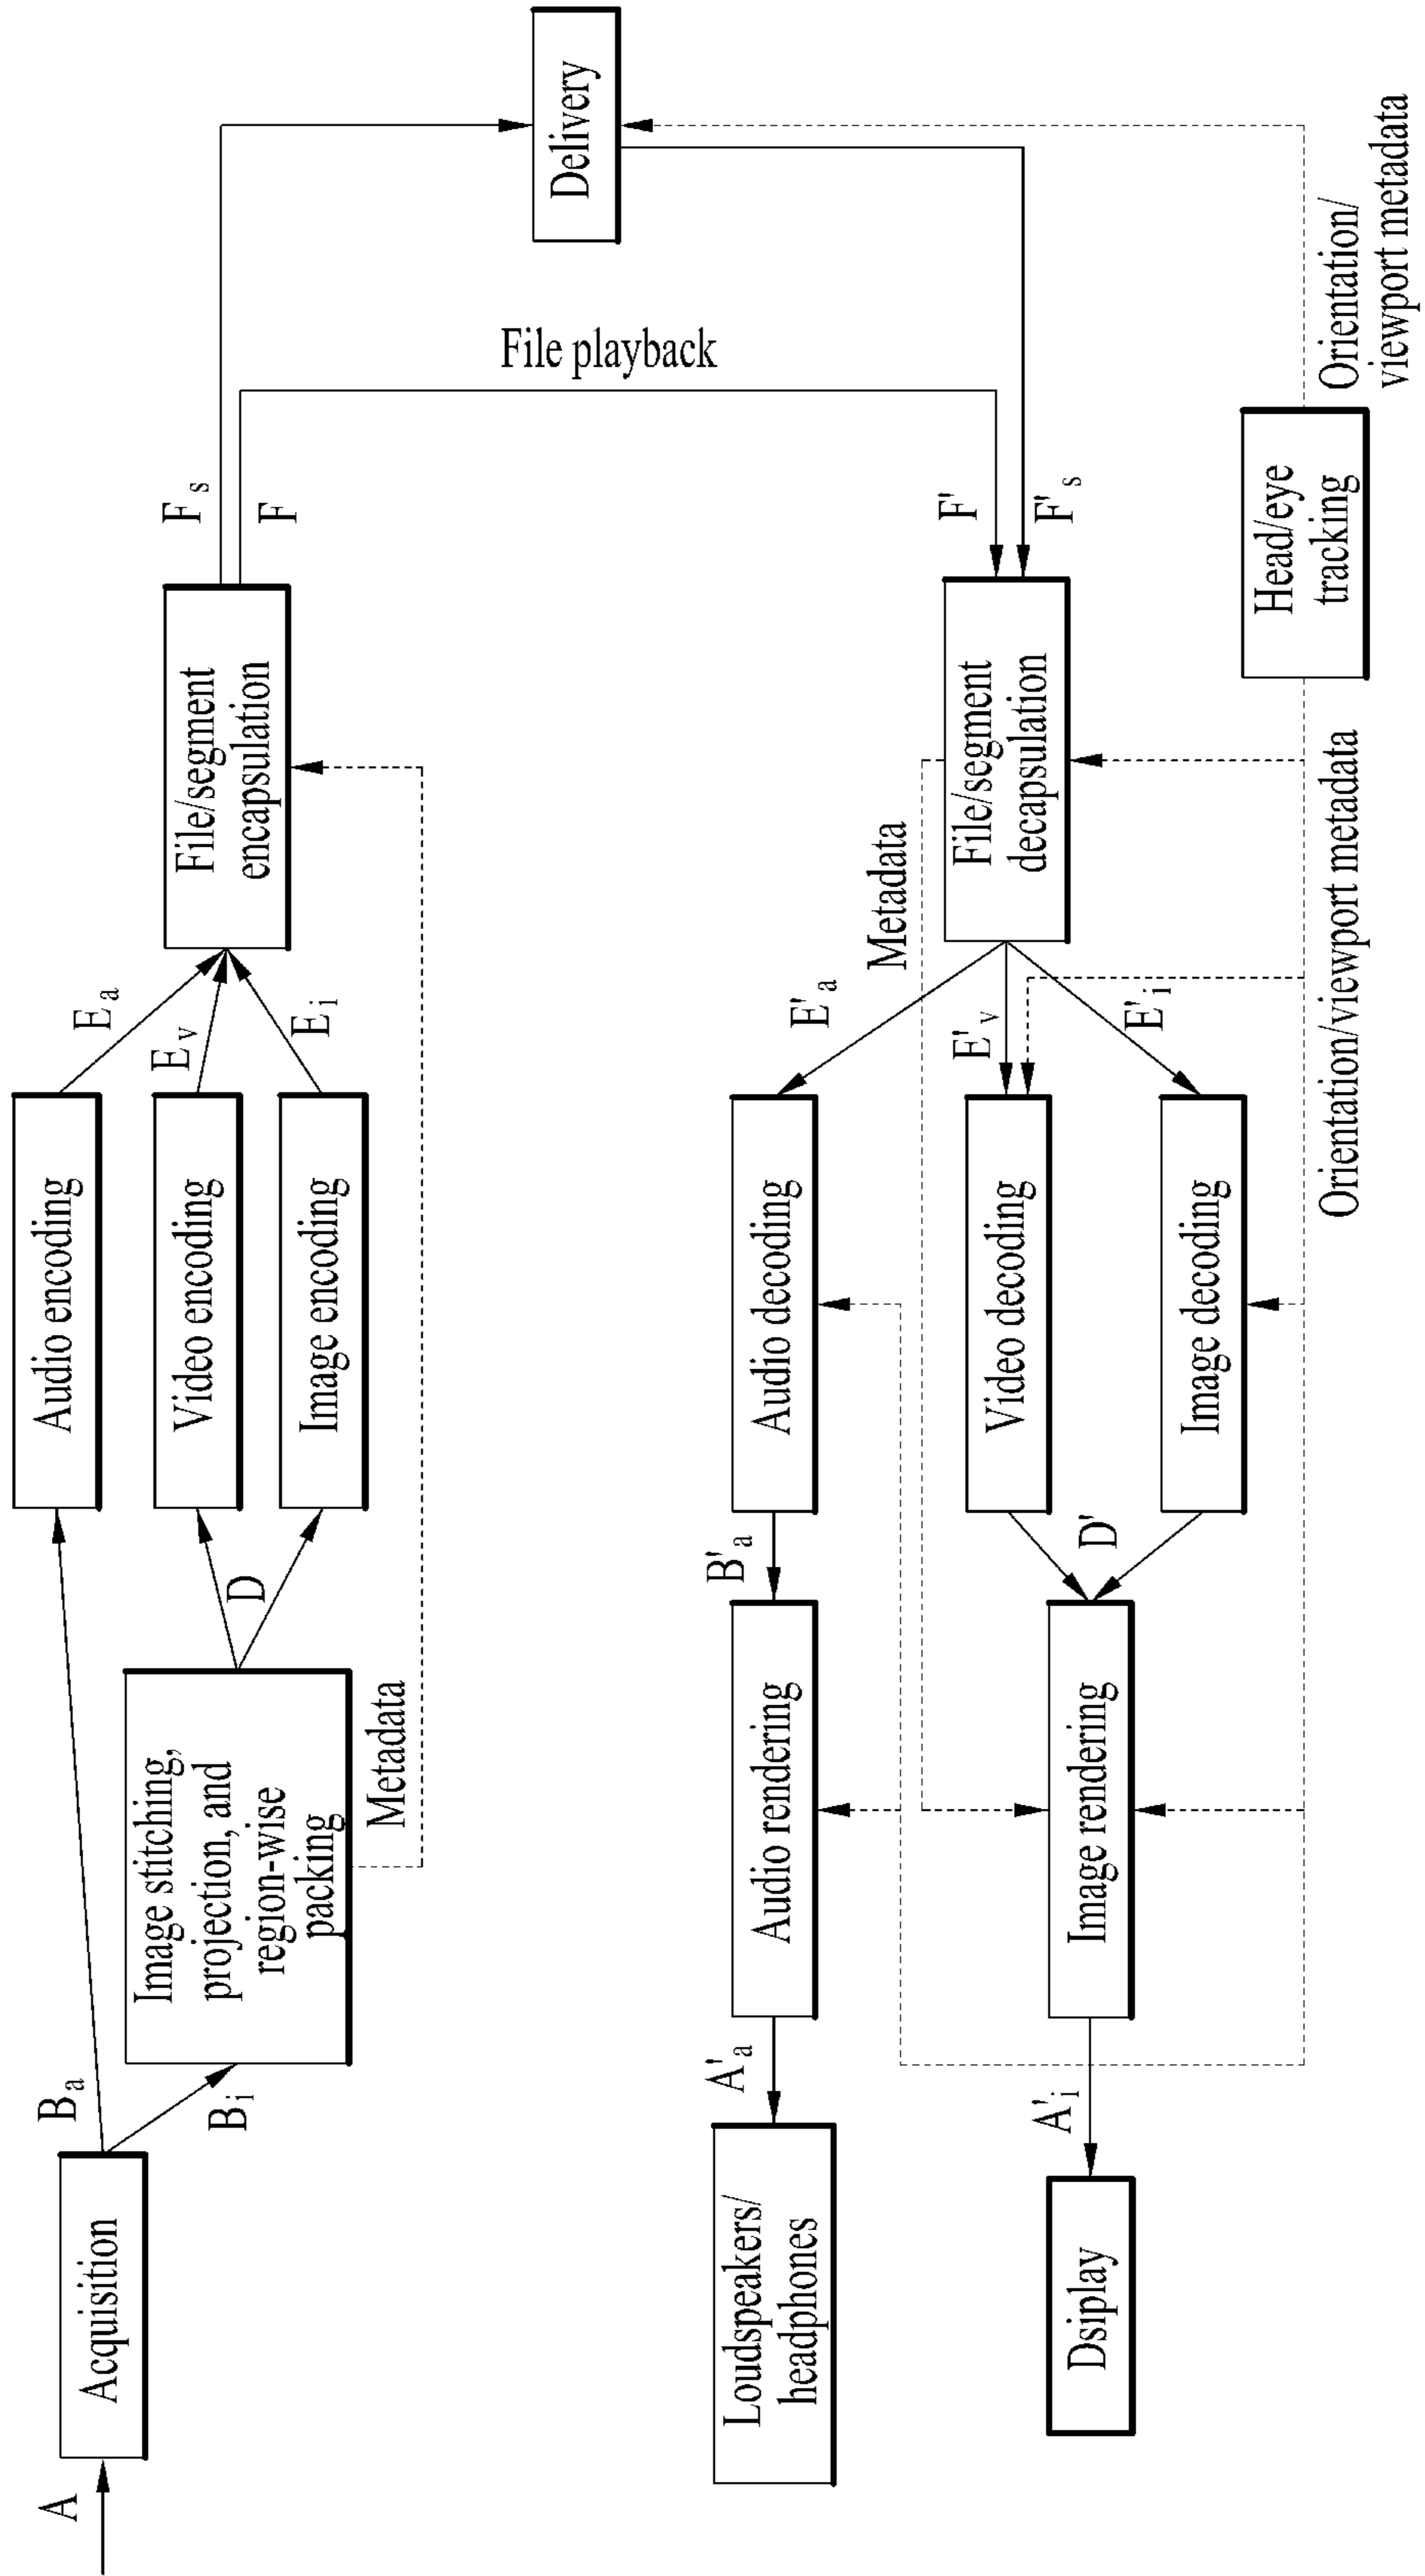 A
Acquisition
B a
B i
Image stitching,
projection, and
region-wise
packing
Metadata
D
Audio encoding
Video encoding
Image encoding
E a
E v
E i
File/segment
encapsulation
F s
F
File playback
Delivery
Loudspeakers/
headphones
A' a
Audio rendering
B' a
Audio decoding
E' a
Metadata
Dsiplay
A' i
Image rendering
D'
Video decoding
Image decoding
E' v
E' i
File/segment
decapsulation
F'
F' s
Orientation/viewport metadata
Head/eye
tracking
Orientation/
viewport metadata